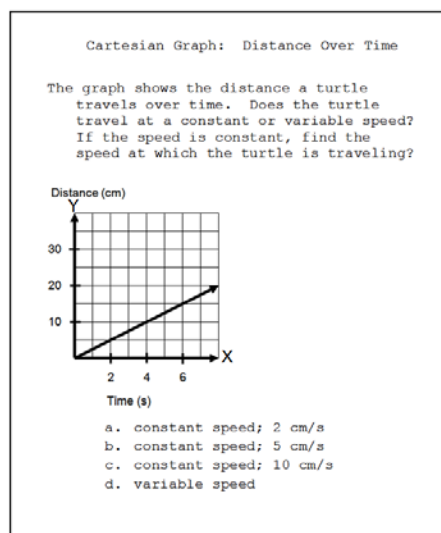 Cartesian Graph: Distance Over Time
The graph shows the distance a turtle
travels over time. Does the turtle
travel at a constant or variable speed?
If the speed is constant, find the
speed at which the turtle is traveling?
Distance (cm)
Y
30
20
10
X
2 4 6
Time (s)
a. constant speed; 2 cm/s
b. constant speed; 5 cm/s
c. constant speed; 10 cm/s
d. variable speed